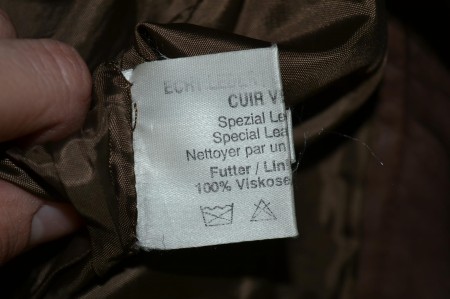 ECHT LEDER
CUIR V
Spezial Le
Special Lea
Nettoyer par un
Futter / Lin
100% Viskose